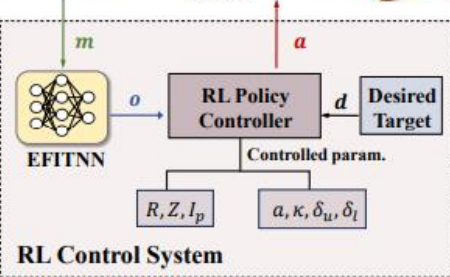 m
a
o
RL Policy
Controller
d
Desired
Target
EFITNN
Controlled param.
R, Z, I_p
a, κ, δ_u, δ_l
RL Control System